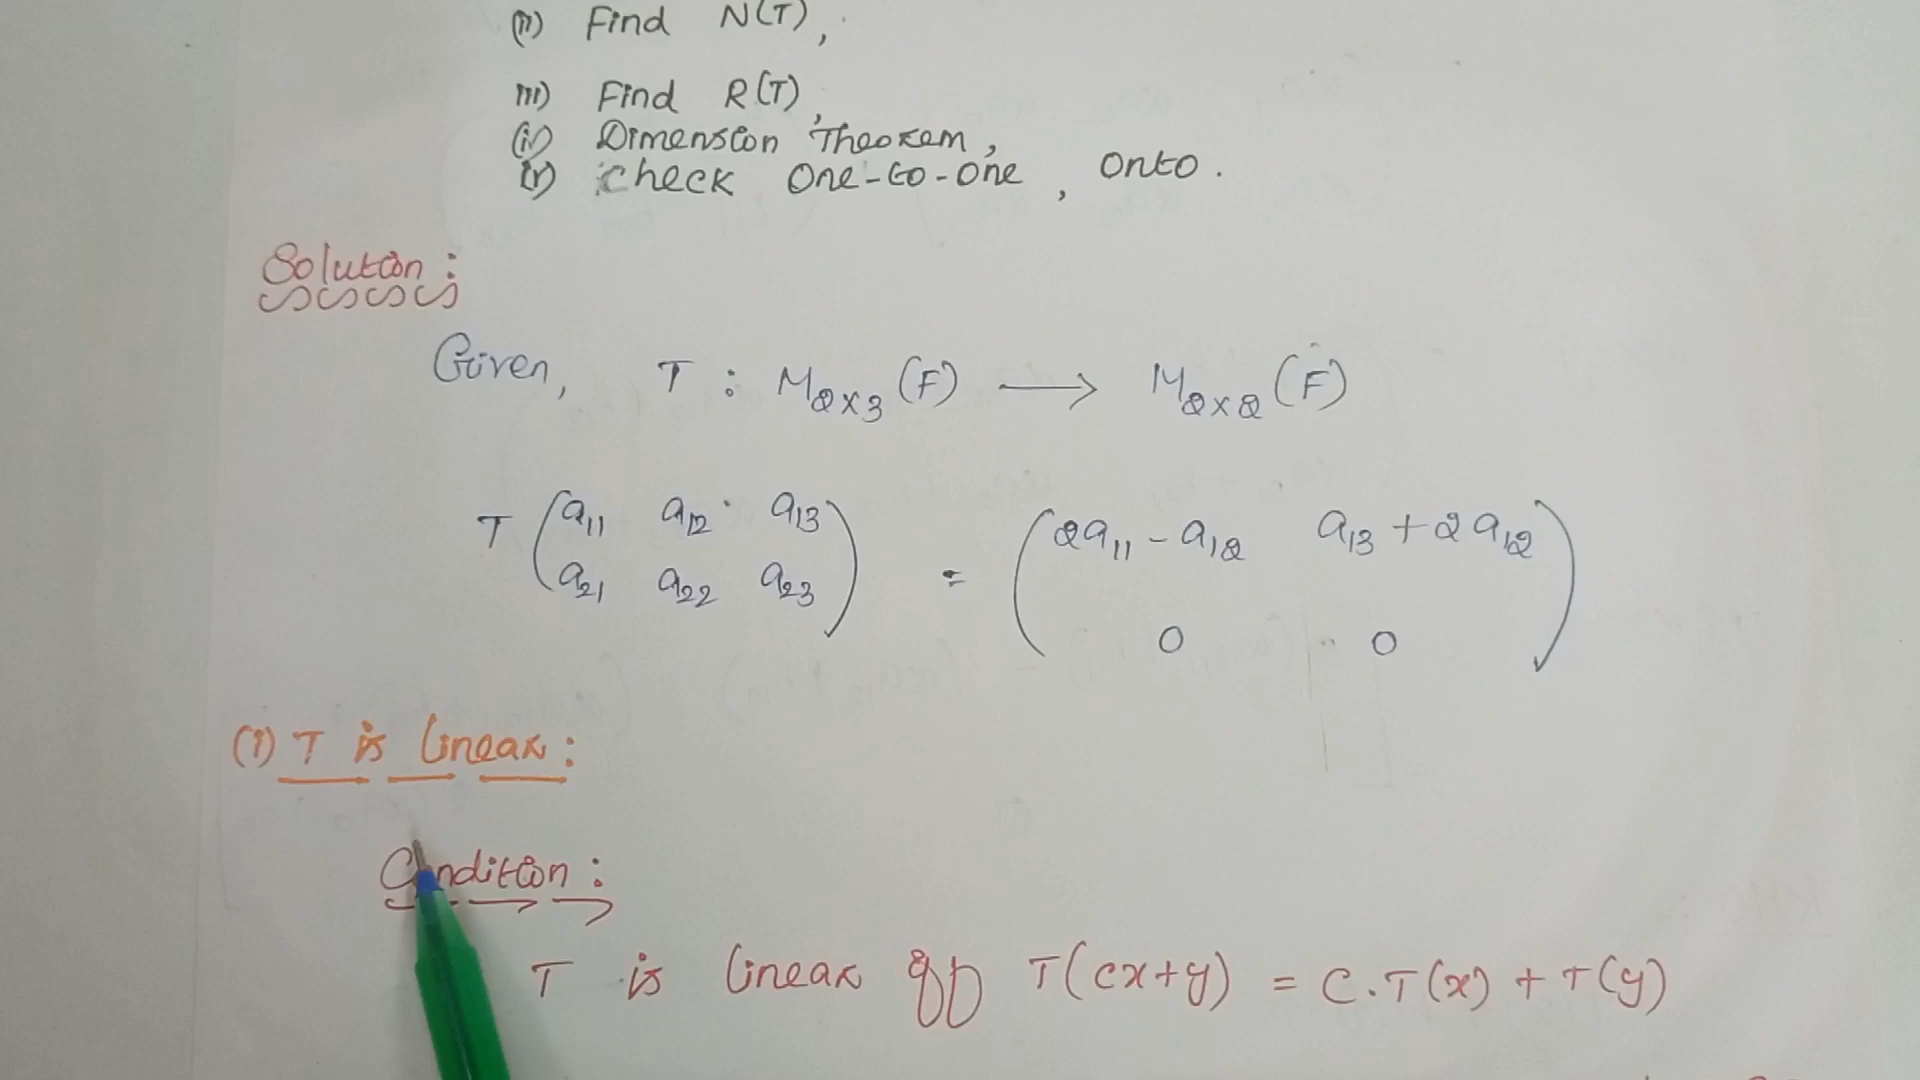 (ii) Find N(T),
iii) Find R(T),
(iv) Dimension Theorem,
(v) check One-to-one, Onto.
Solution:
Given, T : M2x3 (F) → M2x2 (F)
T (a11 a12 a13 = (2a11 - a12 a13 + 2a12
a21 a22 a23) 0 0)
(i) T is linear:
Condition:
T is linear iff T(cx+y) = c.T(x) + T(y)